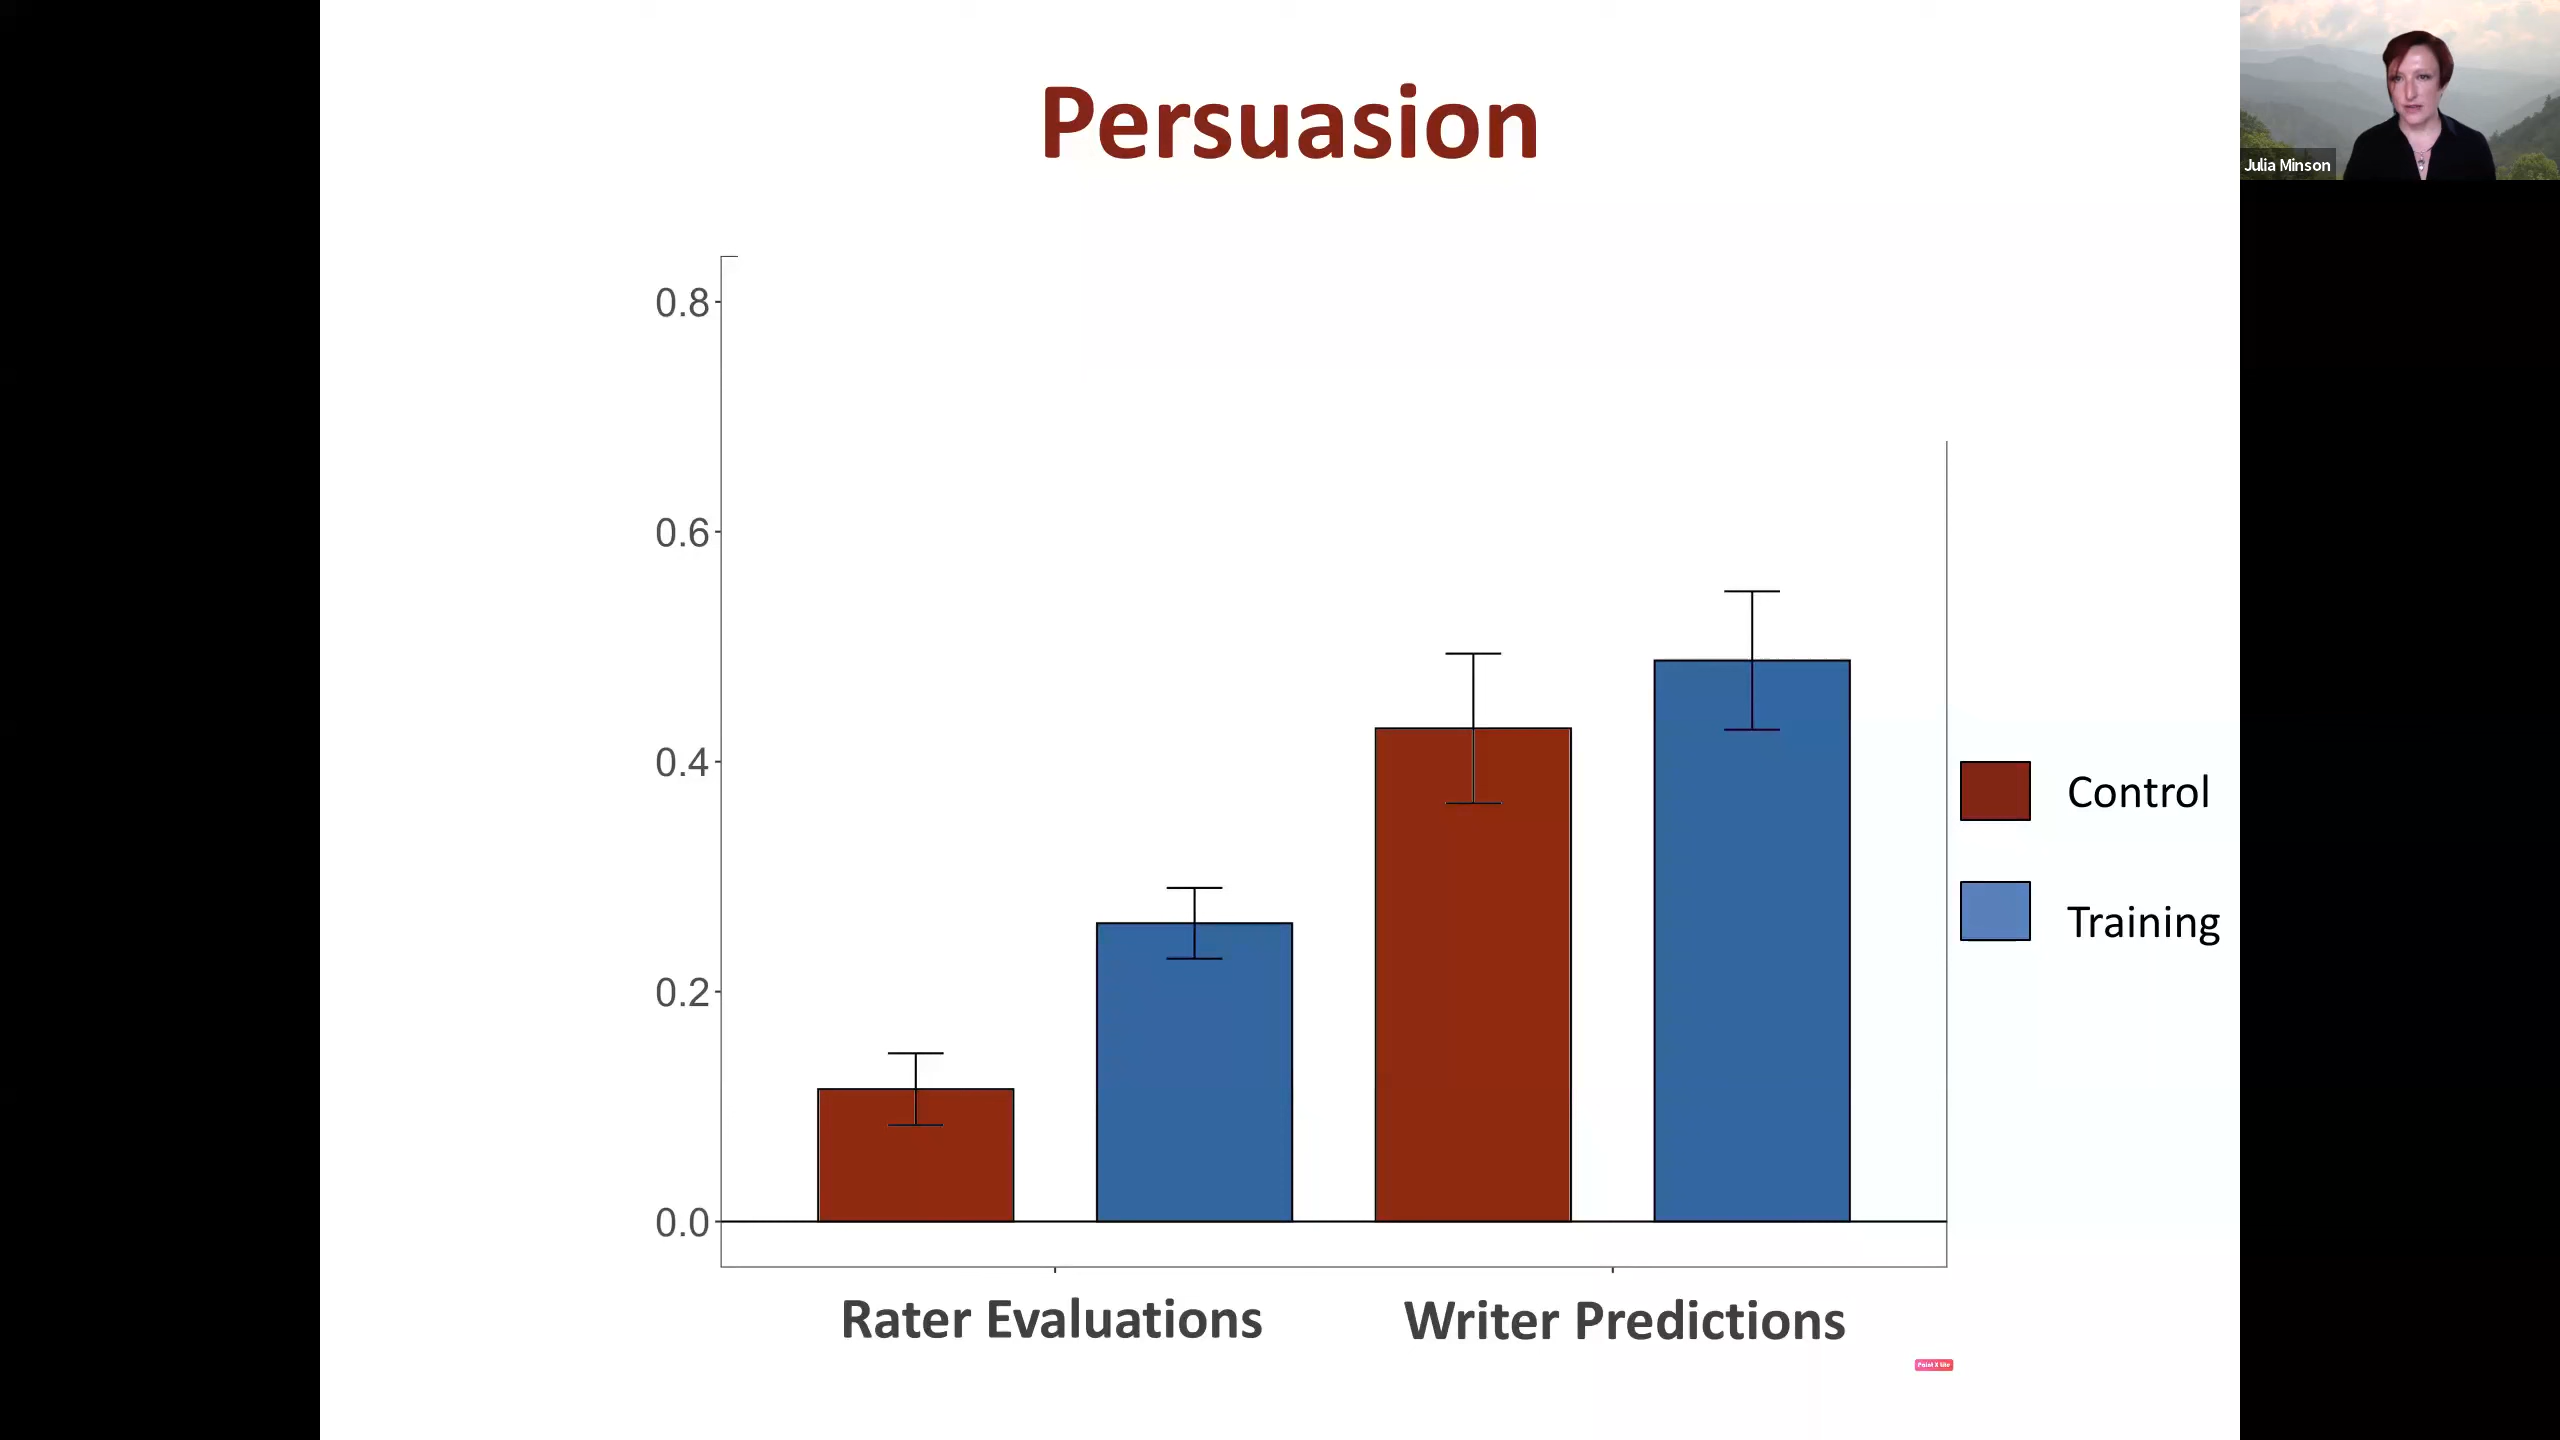 Persuasion
Julia Minson
0.8
0.6
0.4
0.2
0.0
Control
Training
Rater Evaluations
Writer Predictions